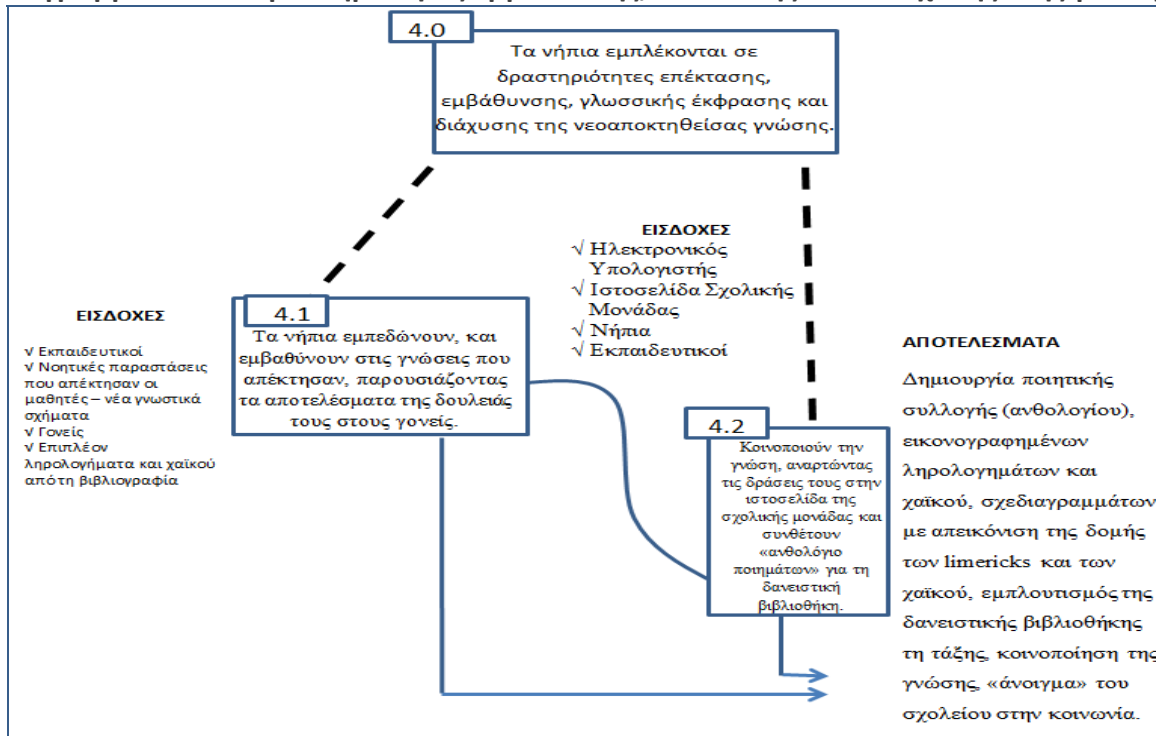 4.0
Τα νήπια εμπλέκονται σε
δραστηριότητες επέκτασης,
εμβάθυνσης, γλωσσικής έκφρασης και
διάχυσης της νεοαποκτηθείσας γνώσης.
ΕΙΣΔΟΧΕΣ
√ Εκπαιδευτικοί
√ Νοητικές παραστάσεις
που απέκτησαν οι
μαθητές – νέα γνωστικά
σχήματα
√ Γονείς
√ Επιπλέον
ληρολογήματα και χαϊκού
από τη βιβλιογραφία
4.1
Τα νήπια εμπεδώνουν, και
εμβαθύνουν στις γνώσεις που
απέκτησαν, παρουσιάζοντας
τα αποτελέσματα της δουλειάς
τους στους γονείς.
ΕΙΣΔΟΧΕΣ
√ Ηλεκτρονικός
Υπολογιστής
√ Ιστοσελίδα Σχολικής
Μονάδας
√ Νήπια
√ Εκπαιδευτικοί
4.2
Κοινοποιούν την
γνώση, αναρτώντας
τις δράσεις τους στην
ιστοσελίδα της
σχολικής μονάδας και
συνθέτουν
«ανθολόγιο
ποιημάτων» για τη
δανειστική
βιβλιοθήκη.
ΑΠΟΤΕΛΕΣΜΑΤΑ
Δημιουργία ποιητικής
συλλογής (ανθολογίου),
εικονογραφημένων
ληρολογημάτων και
χαϊκού, σχεδιαγραμμάτων
με απεικόνιση της δομής
των limericks και των
χαϊκού, εμπλουτισμός της
δανειστικής βιβλιοθήκης
τη τάξης, κοινοποίηση της
γνώσης, «άνοιγμα» του
σχολείου στην κοινωνία.